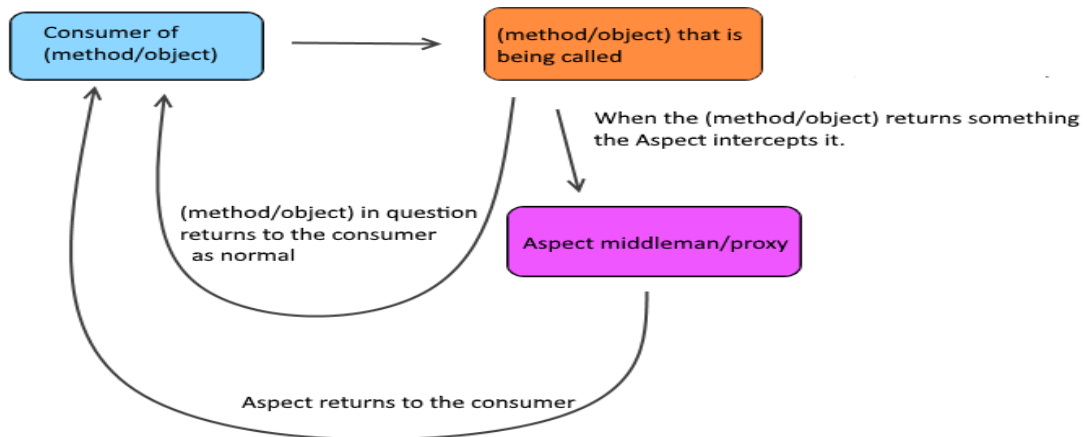 Consumer of
(method/object)
(method/object) that is
being called
When the (method/object) returns something
the Aspect intercepts it.
(method/object) in question
returns to the consumer
as normal
Aspect middleman/proxy
Aspect returns to the consumer